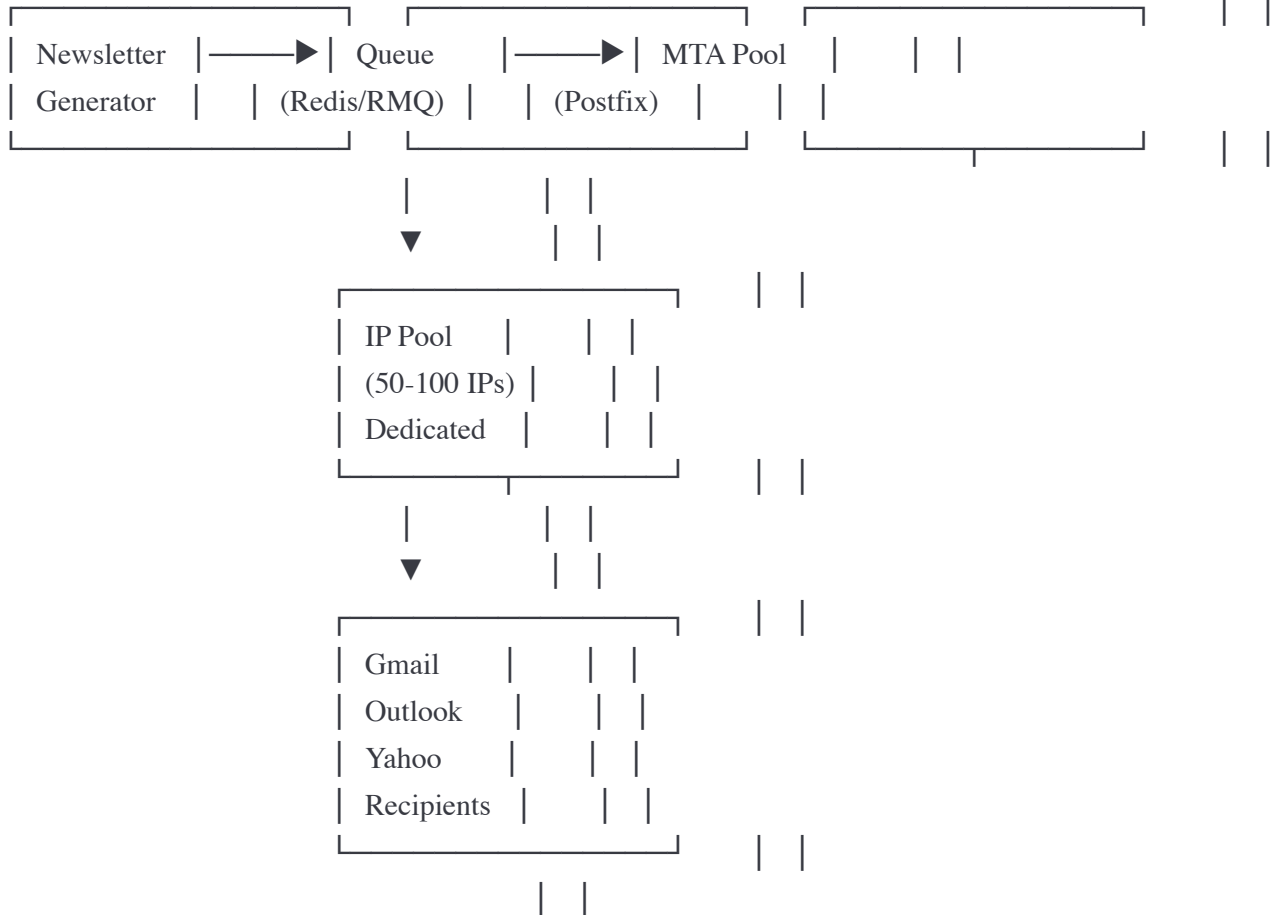 Newsletter Queue MTA Pool
Generator (Redis/RMQ) (Postfix)
IP Pool
(50-100 IPs)
Dedicated
Gmail
Outlook
Yahoo
Recipients